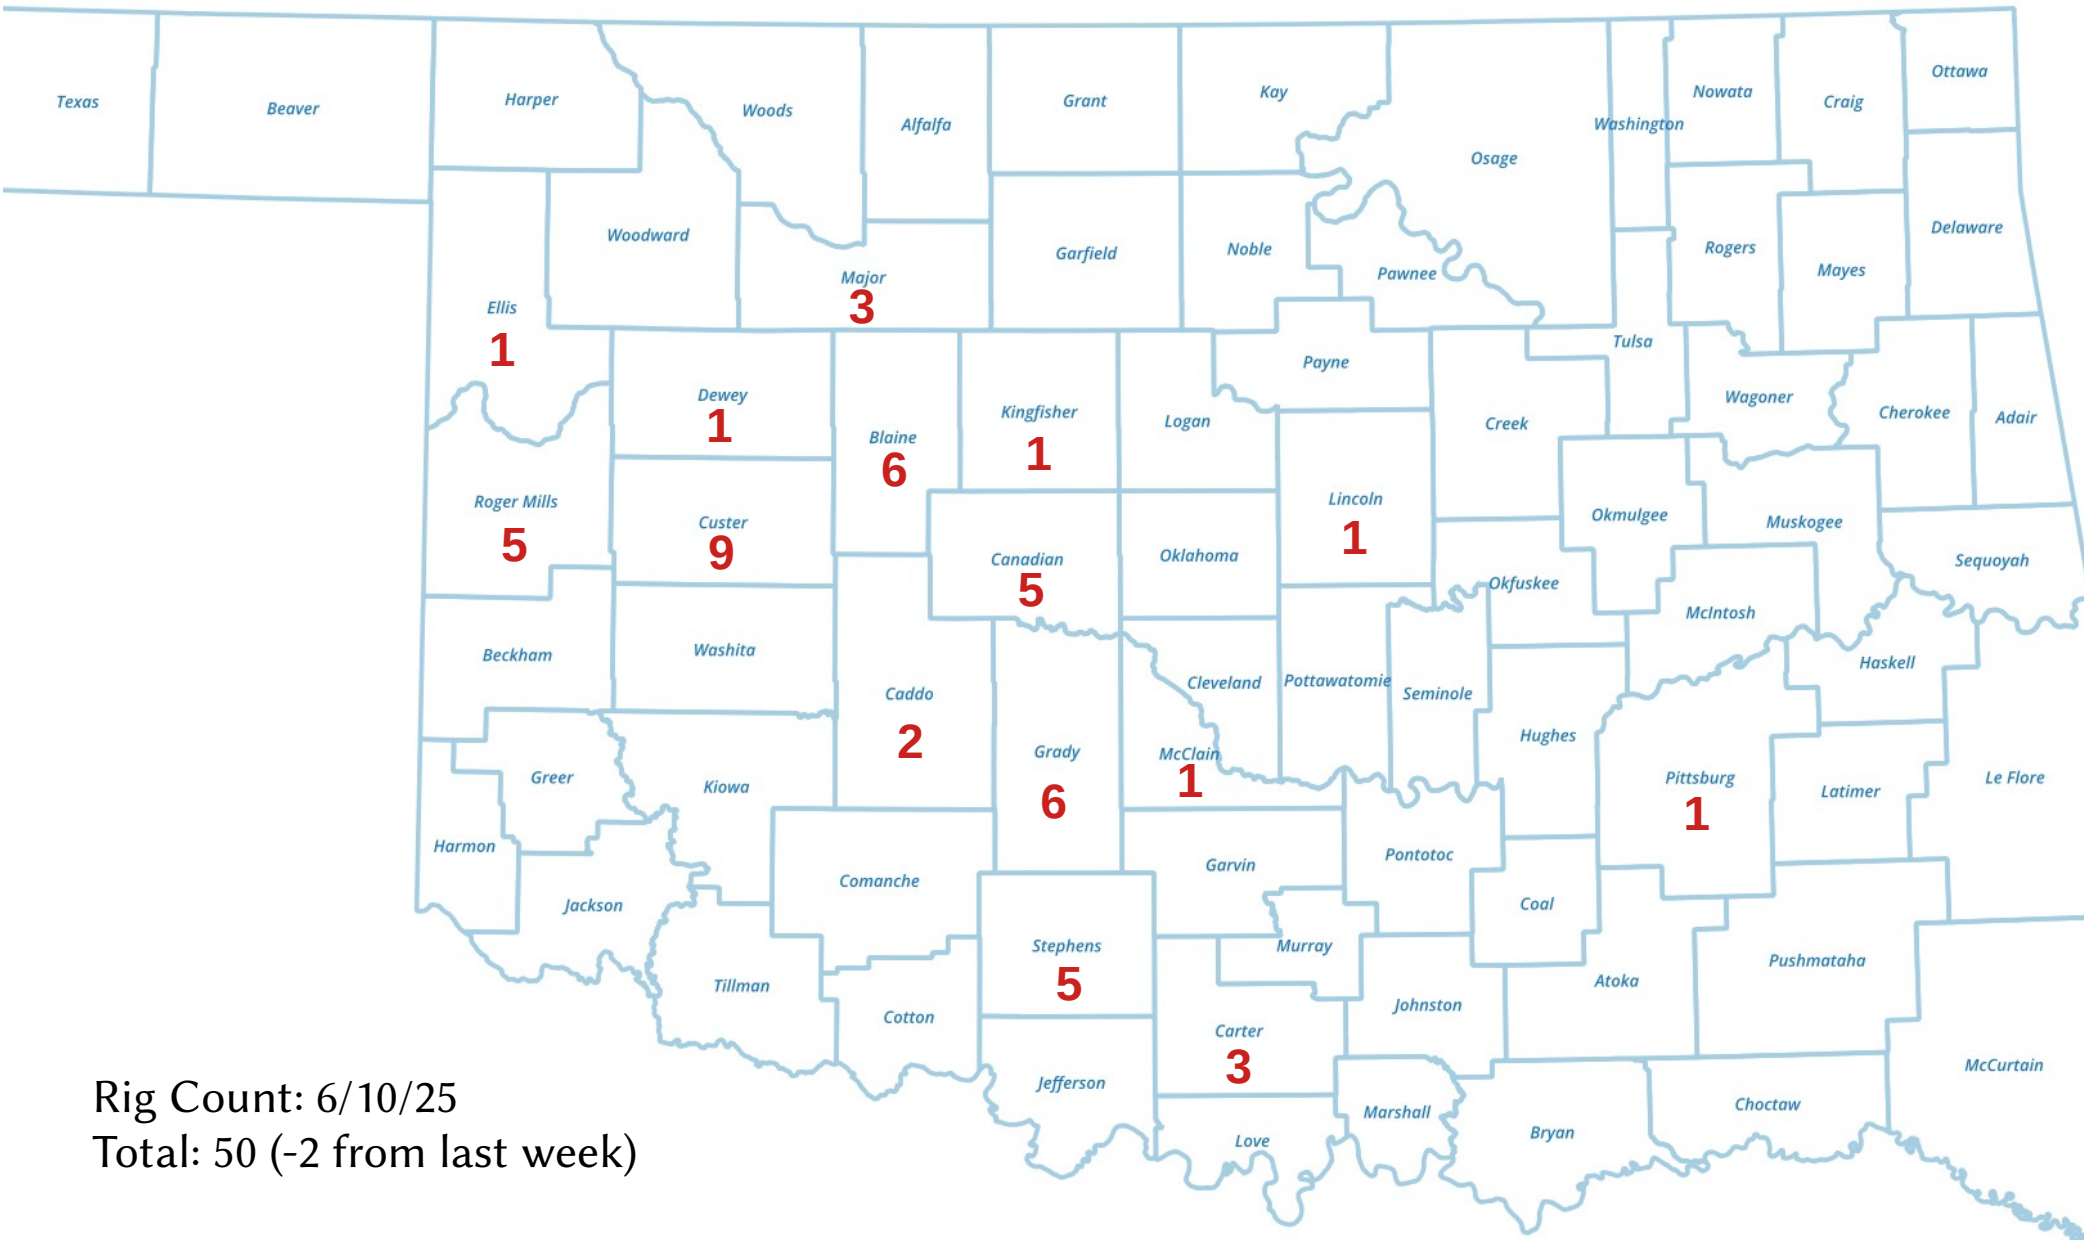 Texas
Beaver
Harper
Woods
Alfalfa
Grant
Kay
Osage
Washington
Nowata
Craig
Ottawa
Woodward
Major
3
Garfield
Noble
Pawnee
Rogers
Mayes
Delaware
Ellis
1
Dewey
1
Blaine
6
Kingfisher
1
Logan
Payne
Creek
Tulsa
Wagoner
Cherokee
Adair
Roger Mills
5
Custer
9
Canadian
5
Oklahoma
Lincoln
1
Okfuskee
Okmulgee
Muskogee
McIntosh
Sequoyah
Beckham
Washita
Caddo
2
Grady
6
McClain
1
Cleveland
Pottawatomie
Seminole
Hughes
Pittsburg
1
Haskell
Latimer
Le Flore
Harmon
Greer
Kiowa
Jackson
Comanche
Tillman
Cotton
Stephens
5
Garvin
Murray
Pontotoc
Coal
Atoka
Pushmataha
Johnston
Carter
3
Jefferson
Love
Marshall
Bryan
Choctaw
McCurtain
Rig Count: 6/10/25
Total: 50 (-2 from last week)